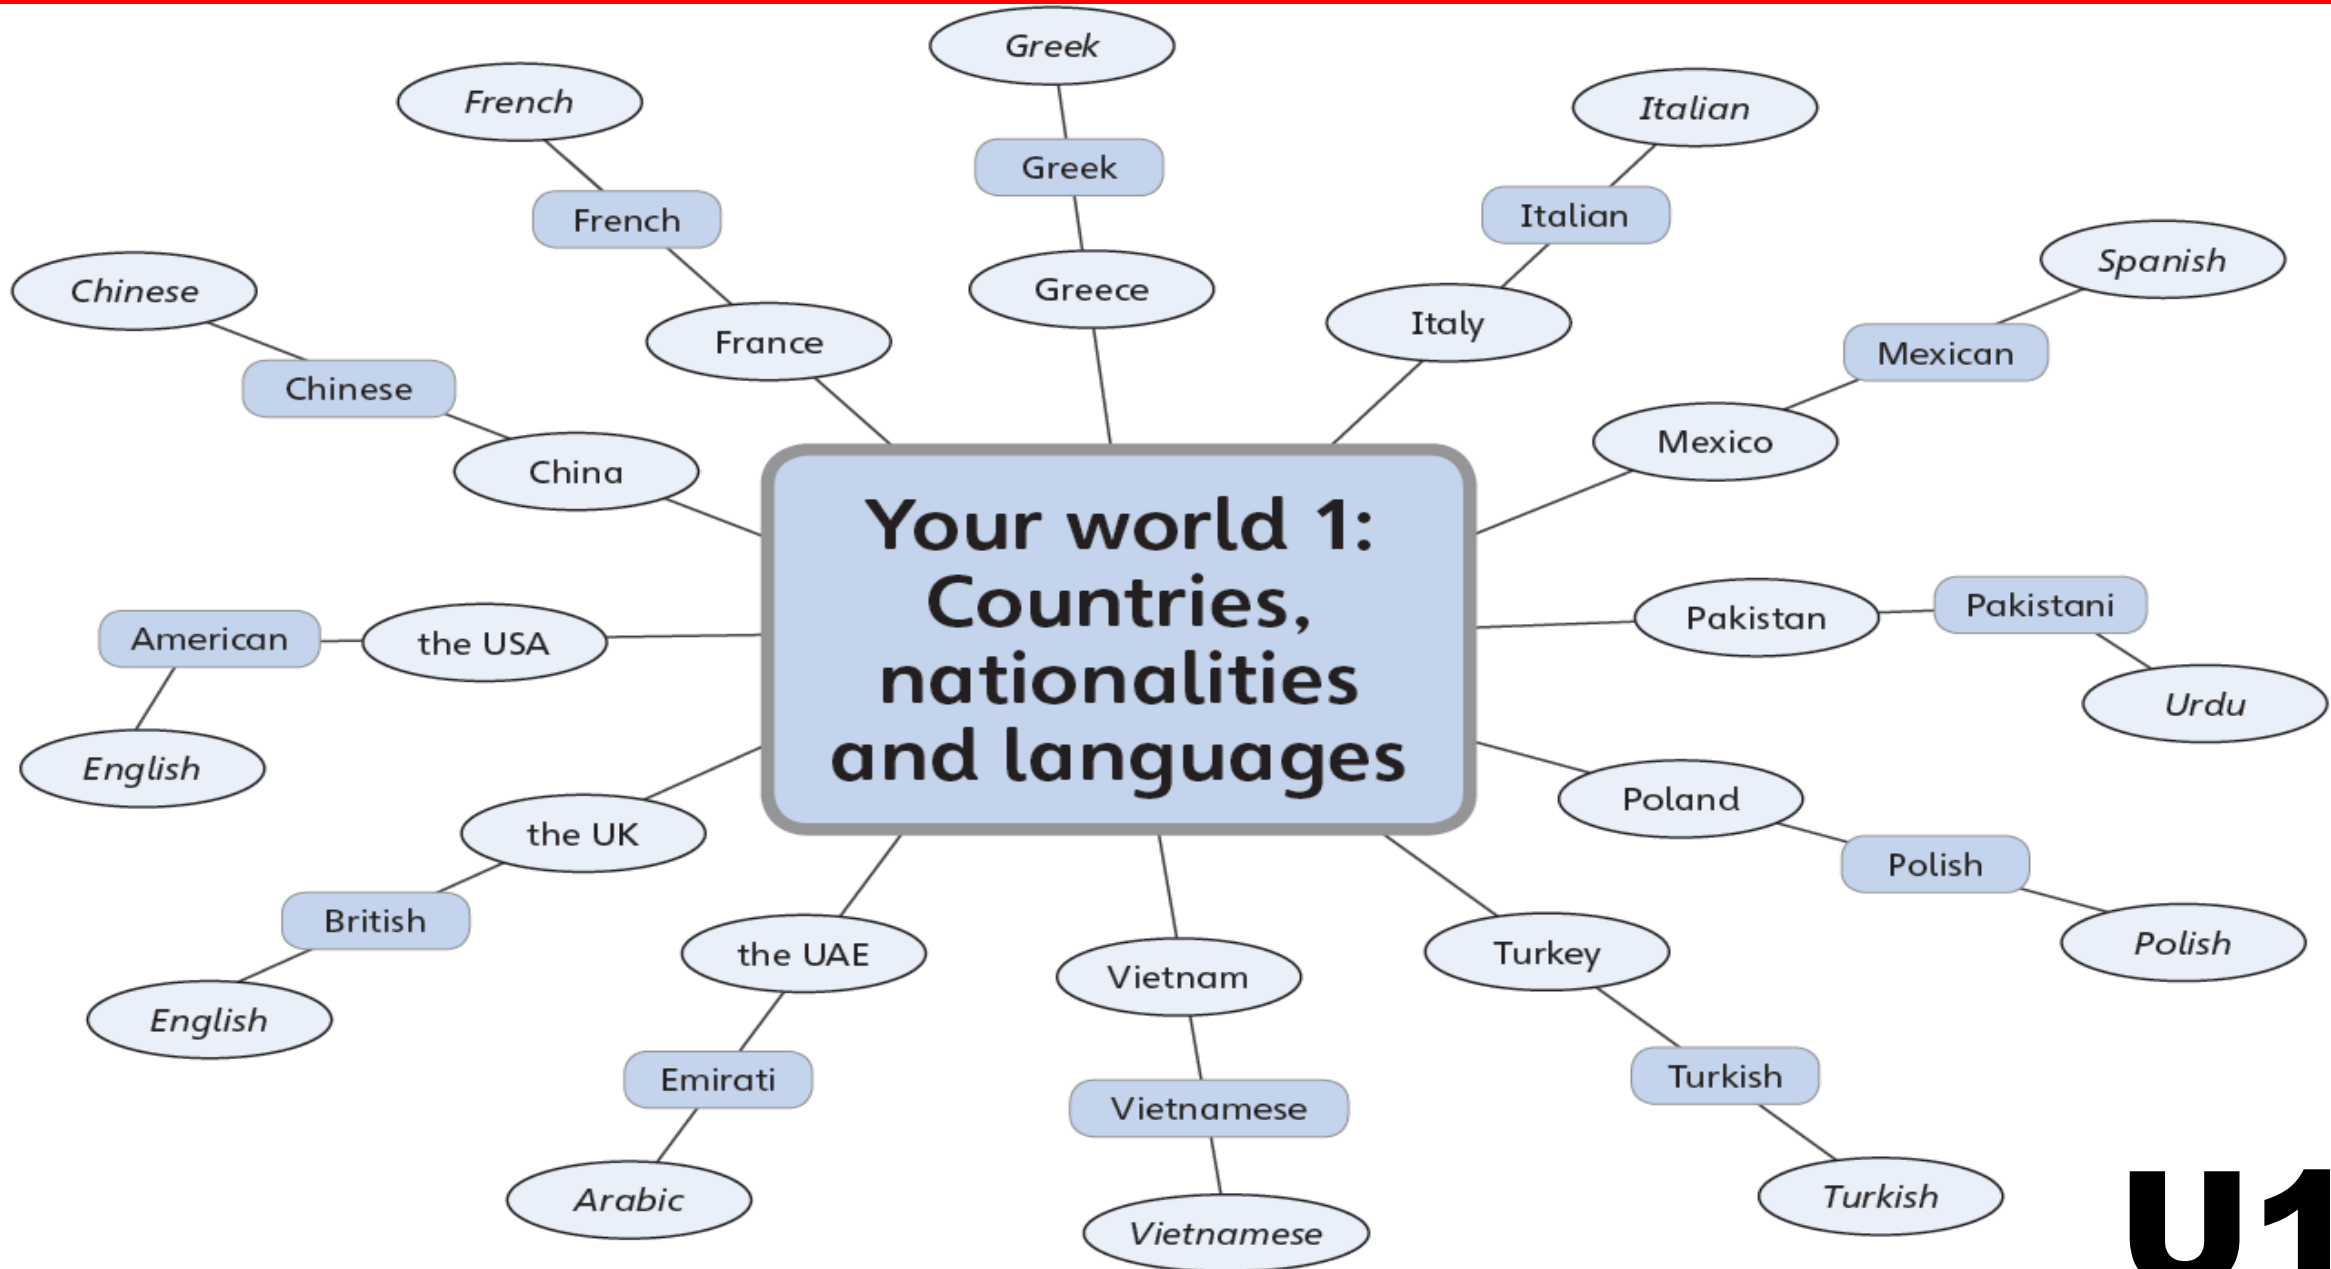 Your world 1:
Countries,
nationalities
and languages
Greece
Greek
Greek
Italy
Italian
Italian
Mexico
Mexican
Spanish
Pakistan
Pakistani
Urdu
Poland
Polish
Polish
Turkey
Turkish
Turkish
Vietnam
Vietnamese
Vietnamese
the UAE
Emirati
Arabic
the UK
British
English
the USA
American
English
China
Chinese
Chinese
France
French
French
U1